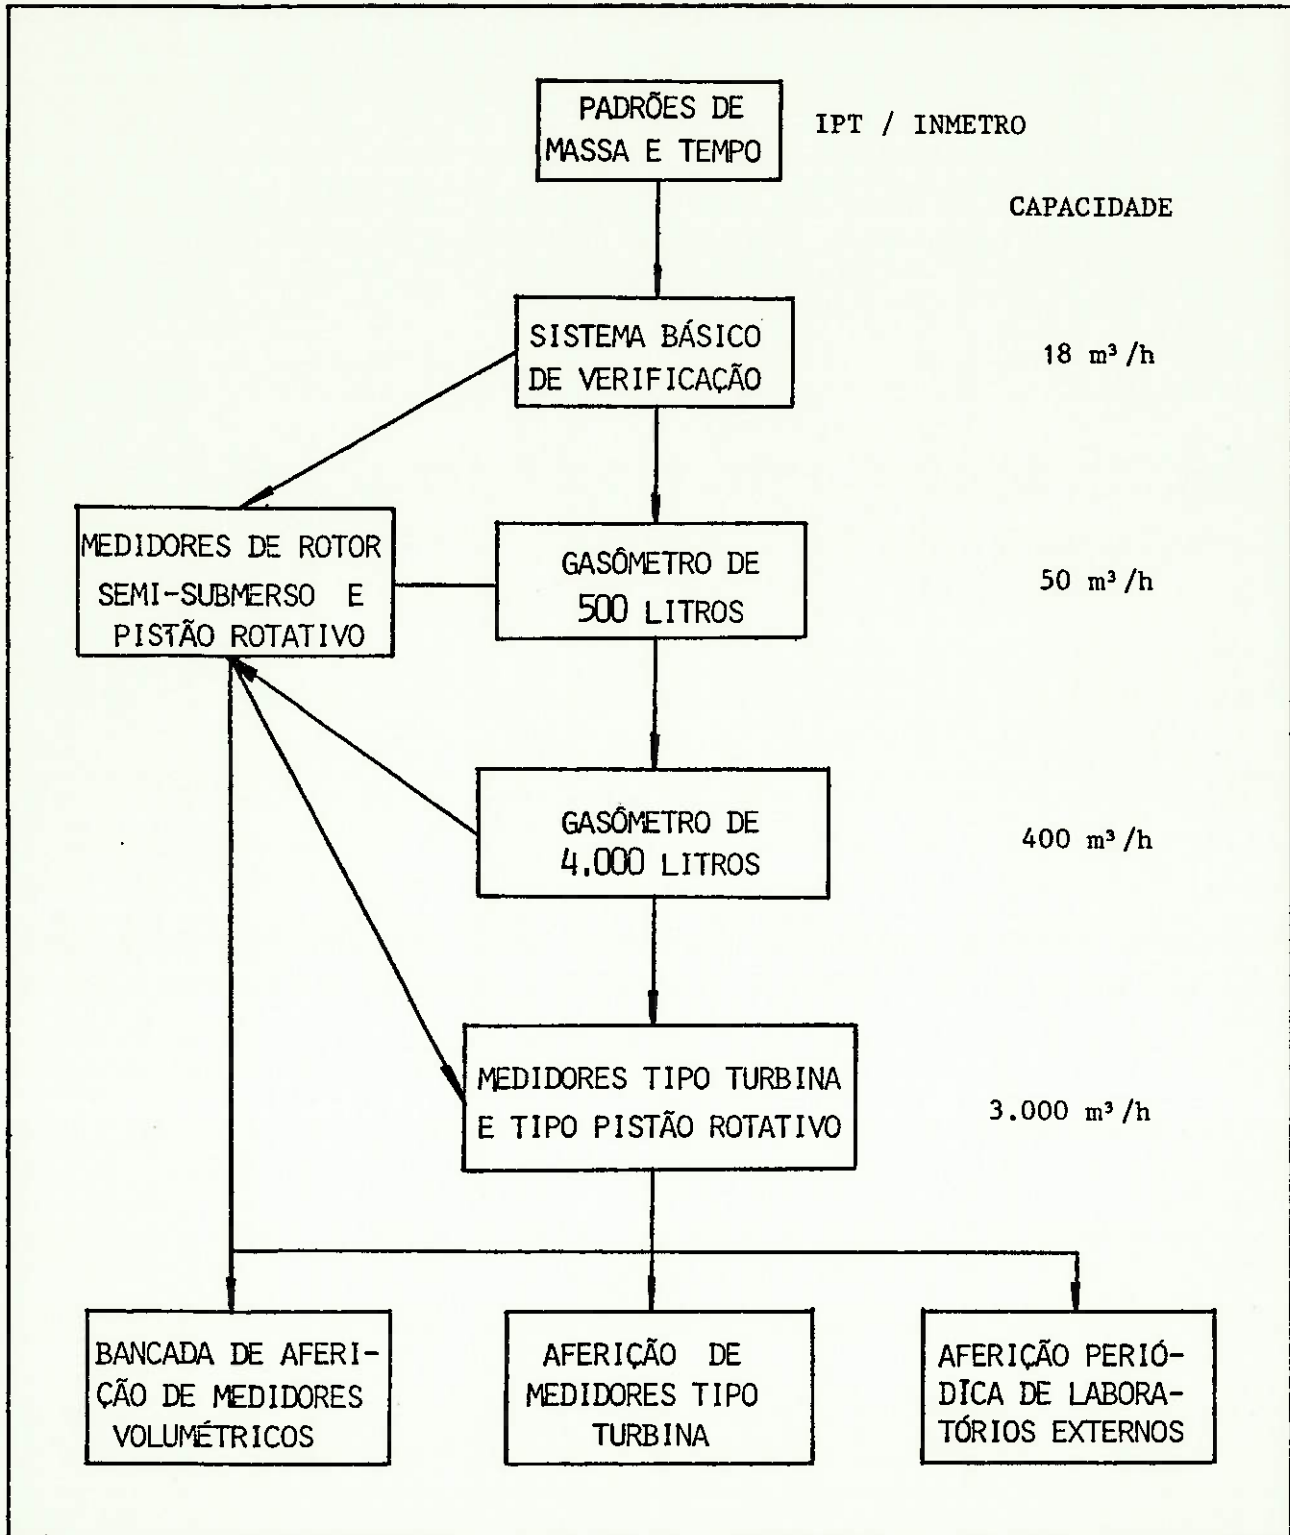 PADRÕES DE
MASSA E TEMPO
IPT / INMETRO
CAPACIDADE
SISTEMA BÁSICO
DE VERIFICAÇÃO
18 m³/h
MEDIDORES DE ROTOR
SEMI-SUBMERSO E
PISTÃO ROTATIVO
GASÔMETRO DE
500 LITROS
50 m³/h
GASÔMETRO DE
4.000 LITROS
400 m³/h
MEDIDORES TIPO TURBINA
E TIPO PISTÃO ROTATIVO
3.000 m³/h
BANCADA DE AFERI-
ÇÃO DE MEDIDORES
VOLUMÉTRICOS
AFERIÇÃO DE
MEDIDORES TIPO
TURBINA
AFERIÇÃO PERIÓ-
DICA DE LABORA-
TÓRIOS EXTERNOS